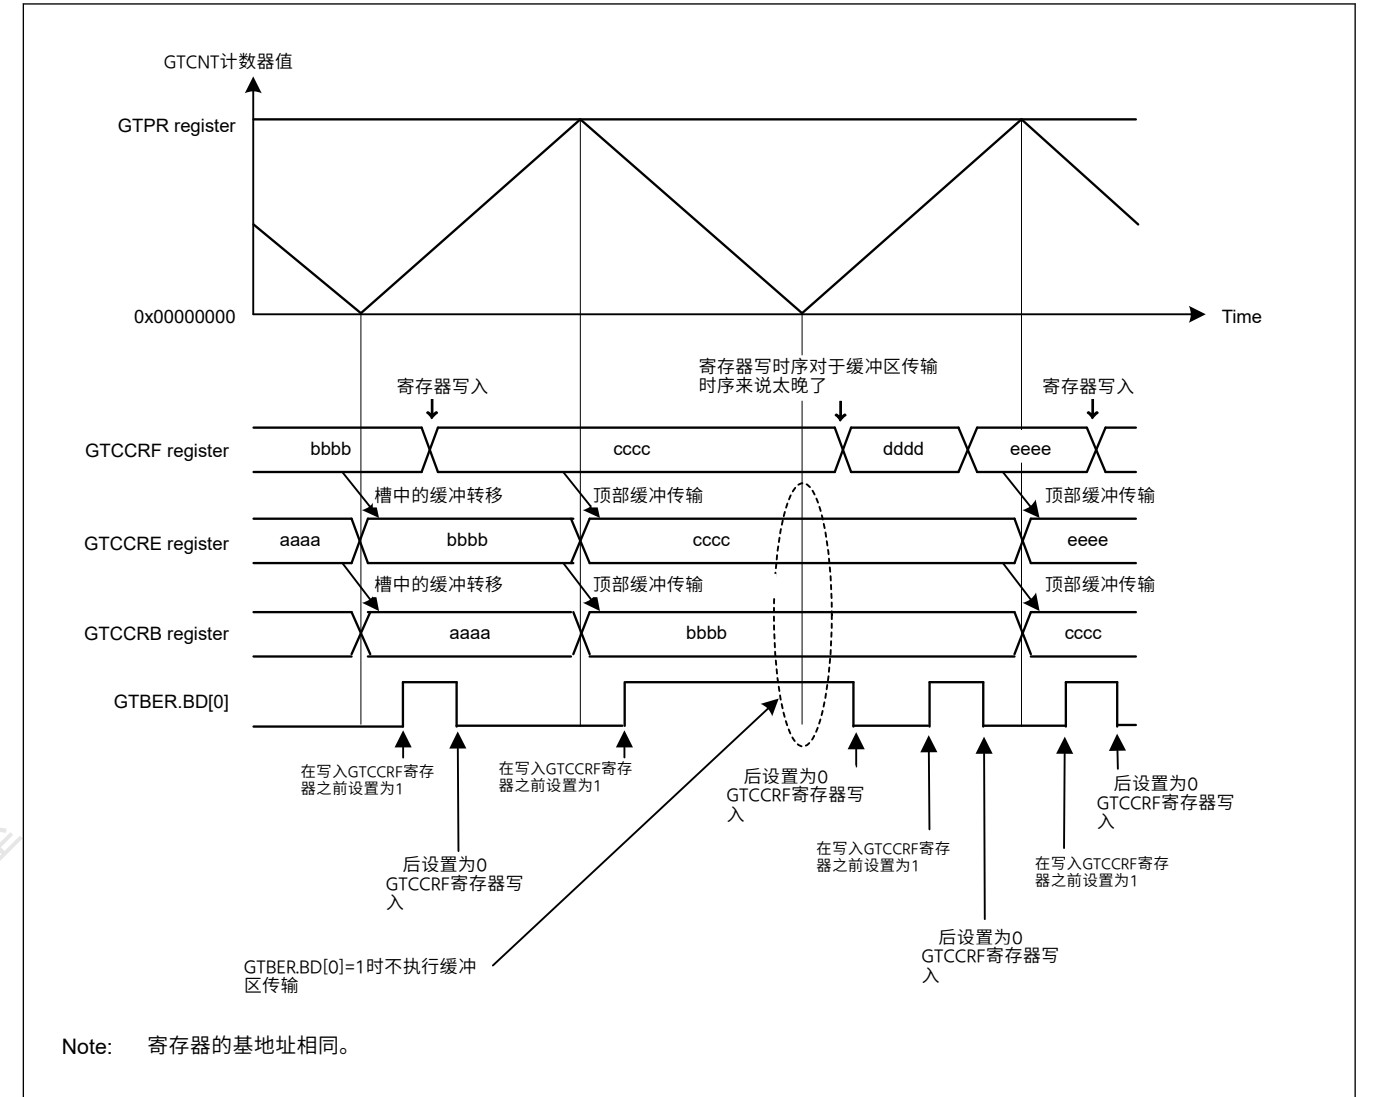 GTCNT计数器值
GTPR register
0x00000000
Time
寄存器写时序对于缓冲区传输
时序来说太晚了
寄存器写入
寄存器写入
GTCCRF register
bbbb
cccc
dddd
eeee
槽中的缓冲转移
顶部缓冲传输
顶部缓冲传输
GTCCRE register
aaaa
bbbb
cccc
eeee
槽中的缓冲转移
顶部缓冲传输
顶部缓冲传输
GTCCRB register
aaaa
bbbb
cccc
GTBER.BD[0]
在写入GTCCRF寄存
器之前设置为1
在写入GTCCRF寄存
器之前设置为1
后设置为0
GTCCRF寄存器写
入
后设置为0
GTCCRF寄存器写
入
在写入GTCCRF寄存
器之前设置为1
在写入GTCCRF寄存
器之前设置为1
后设置为0
GTCCRF寄存器写
入
后设置为0
GTCCRF寄存器写
入
GTBER.BD[0]=1时不执行缓冲
区传输
Note: 寄存器的基地址相同。